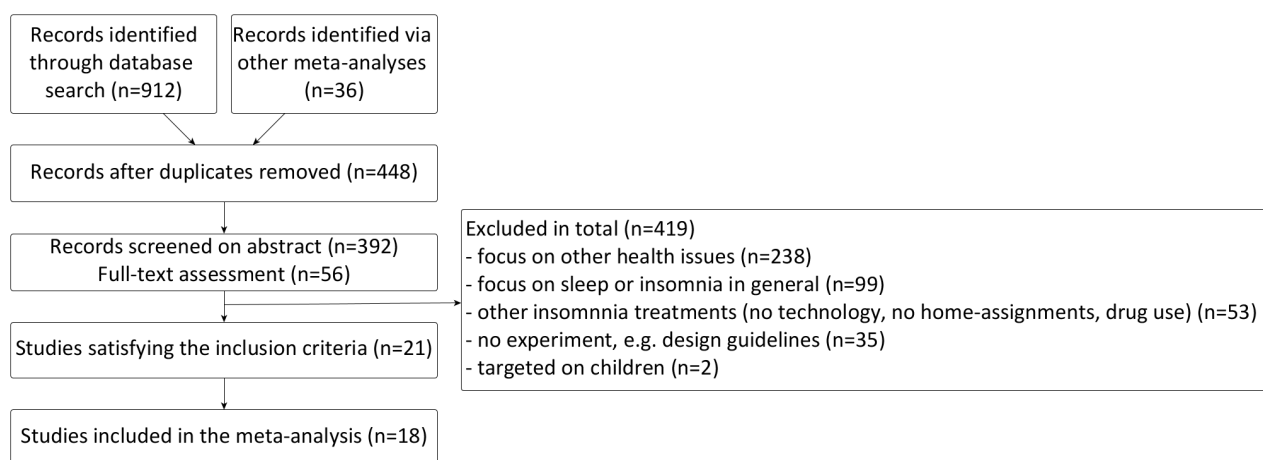 Records identified
through database
search (n=912)
Records identified via
other meta-analyses
(n=36)
Records after duplicates removed (n=448)
Records screened on abstract (n=392)
Full-text assessment (n=56)
Excluded in total (n=419)
- focus on other health issues (n=238)
- focus on sleep or insomnia in general (n=99)
- other insomnnia treatments (no technology, no home-assignments, drug use) (n=53)
- no experiment, e.g. design guidelines (n=35)
- targeted on children (n=2)
Studies satisfying the inclusion criteria (n=21)
Studies included in the meta-analysis (n=18)